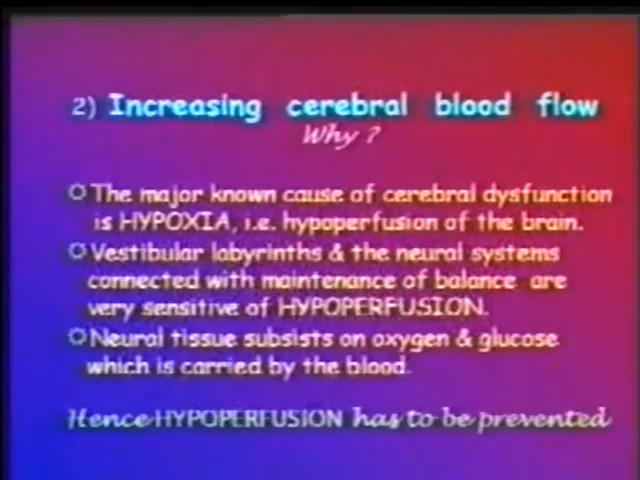 2) Increasing cerebral blood flow
Why ?
The major known cause of cerebral dysfunction
is HYPOXIA, i.e. hypoperfusion of the brain.
Vestibular labyrinths & the neural systems
connected with maintenance of balance are
very sensitive of HYPOPERFUSION.
Neural tissue subsists on oxygen & glucose
which is carried by the blood.
Hence HYPOPERFUSION has to be prevented